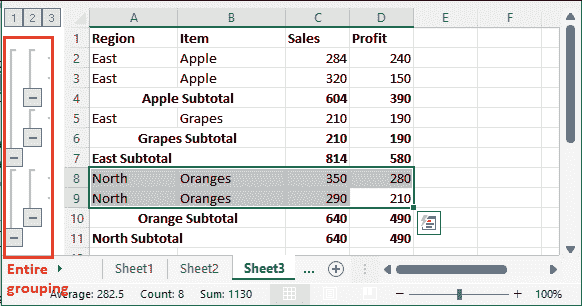 1 2 3
A B C D E F
1 Region Item Sales Profit
2 East Apple 284 240
3 East Apple 320 150
4 Apple Subtotal 604 390
5 East Grapes 210 190
6 Grapes Subtotal 210 190
7 East Subtotal 814 580
8 North Oranges 350 280
9 North Oranges 290 210
10 Orange Subtotal 640 490
11 North Subtotal 640 490
Entire grouping
Sheet1 Sheet2 Sheet3 ...
Average: 282.5 Count: 8 Sum: 1130 100%